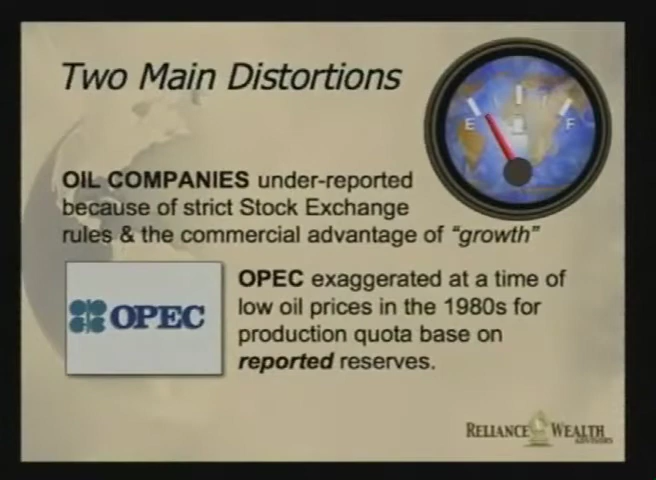 Two Main Distortions
E F
OIL COMPANIES under-reported
because of strict Stock Exchange
rules & the commercial advantage of "growth"
OPEC exaggerated at a time of
low oil prices in the 1980s for
production quota base on
reported reserves.
OPEC
RELIANCE WEALTH
ADVISORS